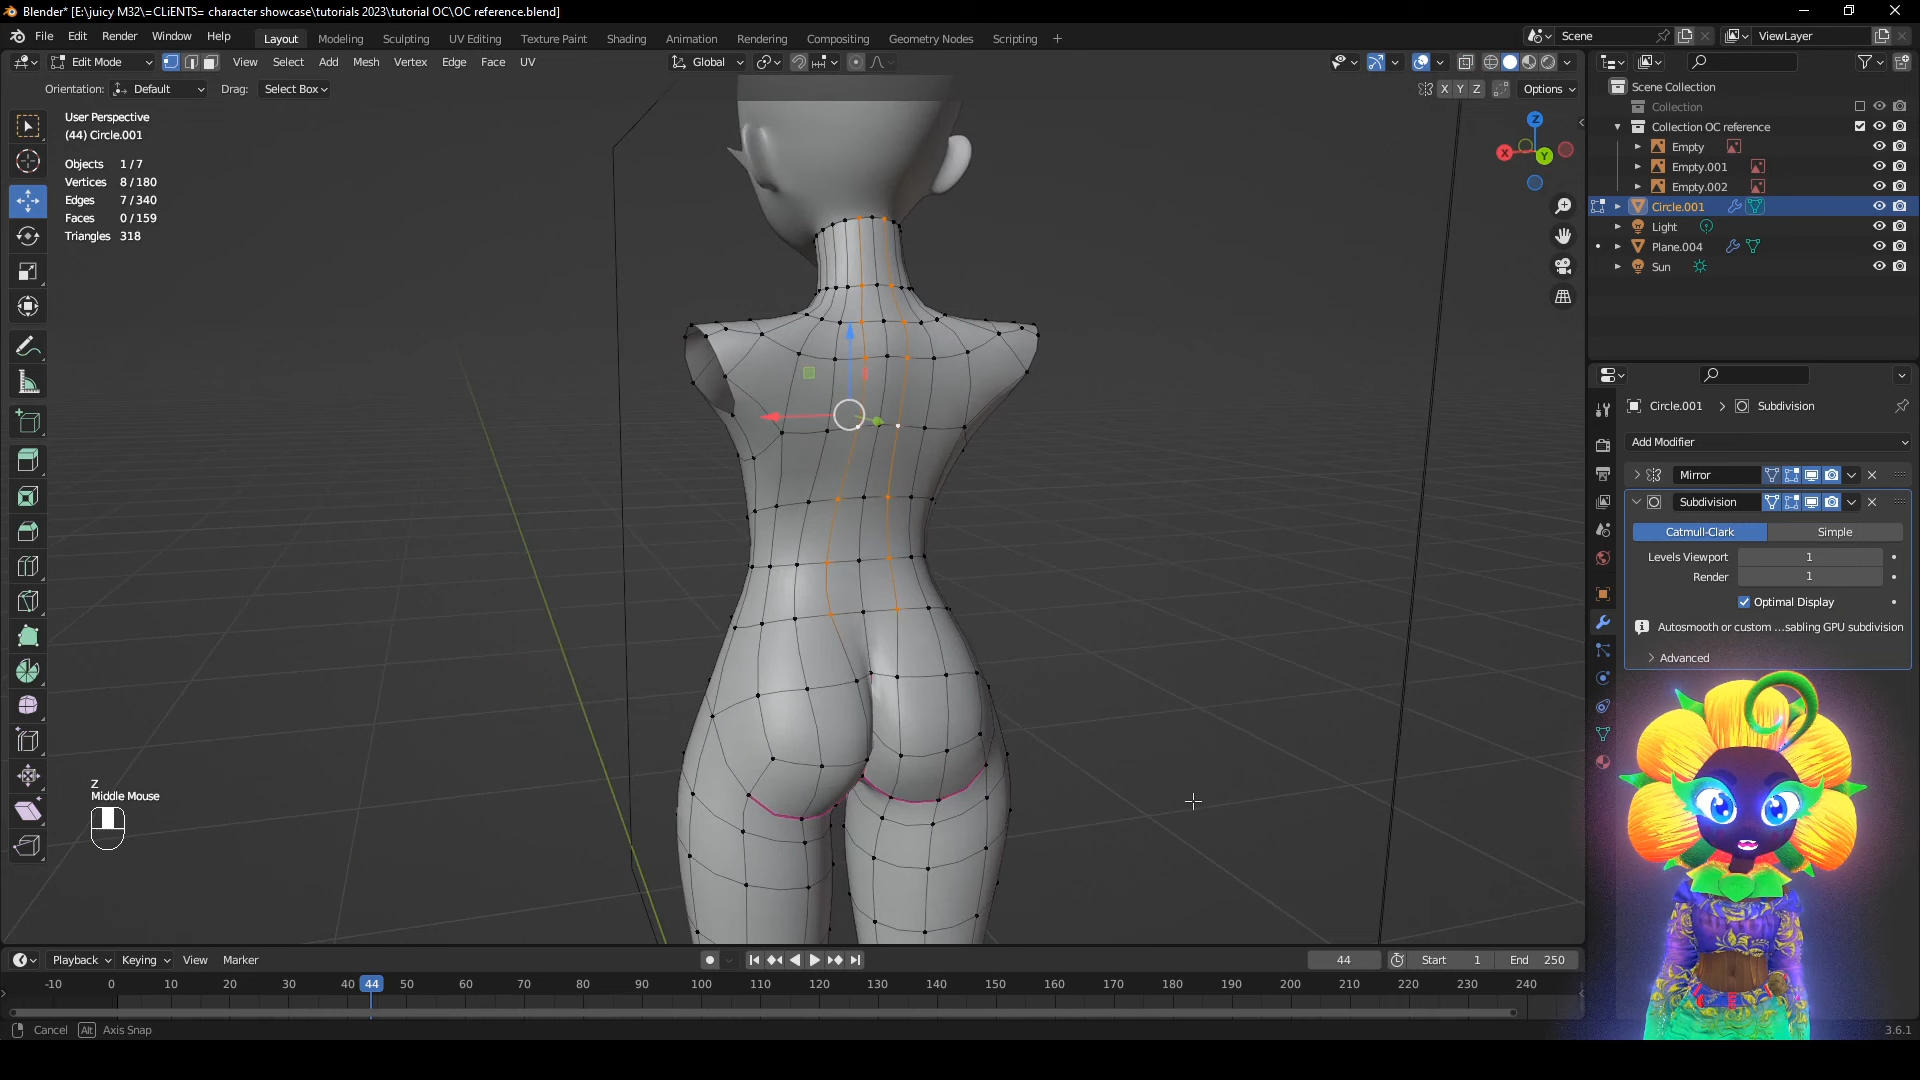 Blender* [E:\juicy M32\=CLiENTS= character showcase\tutorials 2023\tutorial OC\OC reference.blend]
File Edit Render Window Help Layout Modeling Sculpting UV Editing Texture Paint Shading Animation Rendering Compositing Geometry Nodes Scripting + Scene ViewLayer
Edit Mode View Select Add Mesh Vertex Edge Face UV Global
Orientation: Default Drag: Select Box X Y Z Options
User Perspective
(44) Circle.001
Objects 1/7
Vertices 8/180
Edges 7/340
Faces 0/159
Triangles 318
Z
X
Y
Scene Collection
Collection
Collection OC reference
Empty
Empty.001
Empty.002
Circle.001
Light
Plane.004
Sun
Circle.001 > Subdivision
Add Modifier
Mirror
Subdivision
Catmull-Clark Simple
Levels Viewport 1
Render 1
Optimal Display
Autosmooth or custom ...sabling GPU subdivision
Advanced
Z
Middle Mouse
Playback Keying View Marker 44 Start 1 End 250
-10 0 10 20 30 40 44 50 60 70 80 90 100 110 120 130 140 150 160 170 180 190 200 210 220 230 240
Cancel Alt Axis Snap 3.6.1